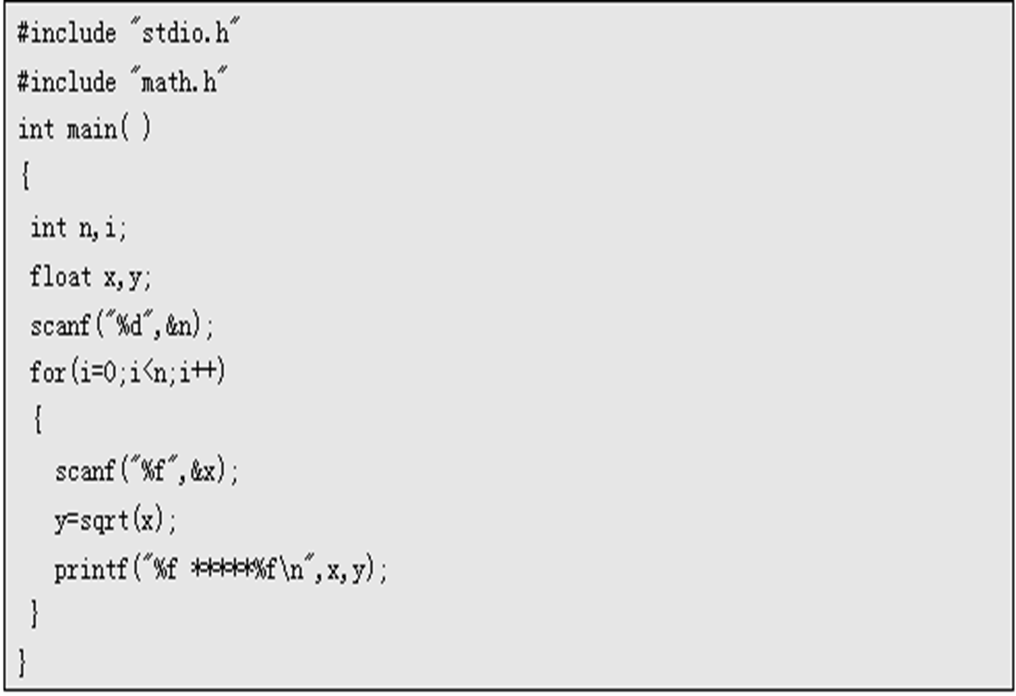 #include "stdio.h"
#include "math.h"
int main( )
{
int n,i;
float x,y;
scanf("%d",&n);
for(i=0;i<n;i++)
{
scanf("%f",&x);
y=sqrt(x);
printf("%f *****%f\n",x,y);
}
}